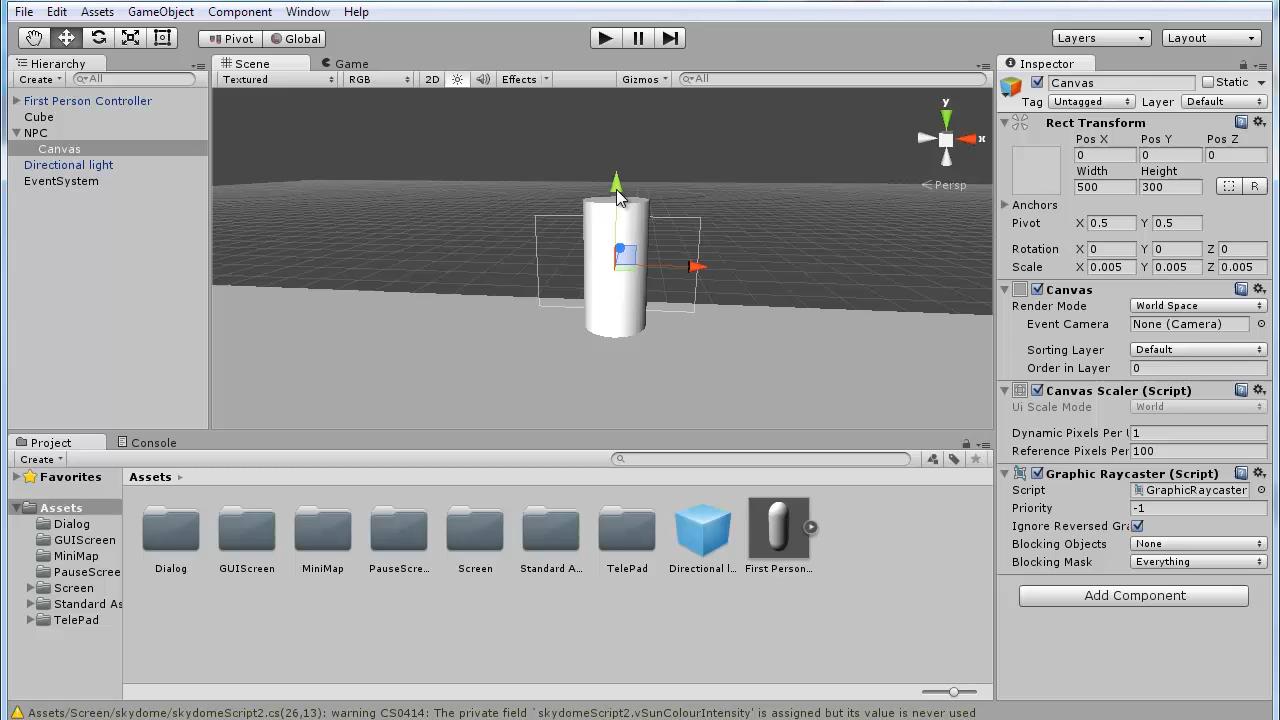 File Edit Assets GameObject Component Window Help
Pivot Global Layers Layout
Hierarchy
Create All
First Person Controller
Cube
NPC
Canvas
Directional light
EventSystem
Scene Game
Textured RGB 2D Effects Gizmos All
y
x
Persp
Inspector
Canvas Static
Tag Untagged Layer Default
Rect Transform
Pos X Pos Y Pos Z
0 0 0
Width Height
500 300 R
Anchors
Pivot X 0.5 Y 0.5
Rotation X 0 Y 0 Z 0
Scale X 0.005 Y 0.005 Z 0.005
Canvas
Render Mode World Space
Event Camera None (Camera)
Sorting Layer Default
Order in Layer 0
Canvas Scaler (Script)
Ui Scale Mode World
Dynamic Pixels Per U 1
Reference Pixels Per 100
Graphic Raycaster (Script)
Script GraphicRaycaster
Priority -1
Ignore Reversed Gra
Blocking Objects None
Blocking Mask Everything
Add Component
Project Console
Create
Favorites
Assets
Dialog
GUIScreen
MiniMap
PauseScree
Screen
Standard As
TelePad
Assets
Dialog GUIScreen MiniMap PauseScre... Screen Standard A... TelePad Directional l... First Person...
Assets/Screen/skydome/skydomeScript2.cs(26,13): warning CS0414: The private field `skydomeScript2.vSunColourIntensity' is assigned but its value is never used